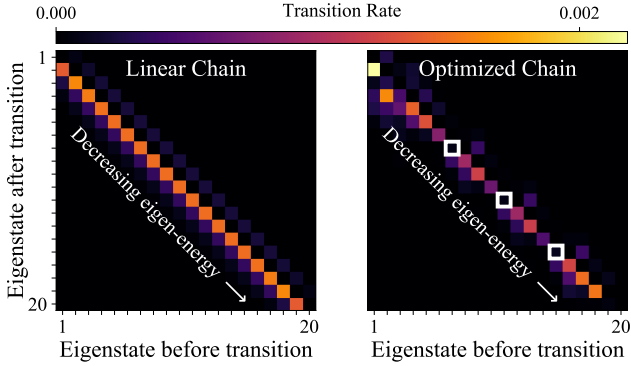 Transition Rate
0.000
0.002
Linear Chain
Optimized Chain
Eigenstate after transition
1
20
Decreasing eigen-energy →
Decreasing eigen-energy →
1
20
1
20
Eigenstate before transition
Eigenstate before transition